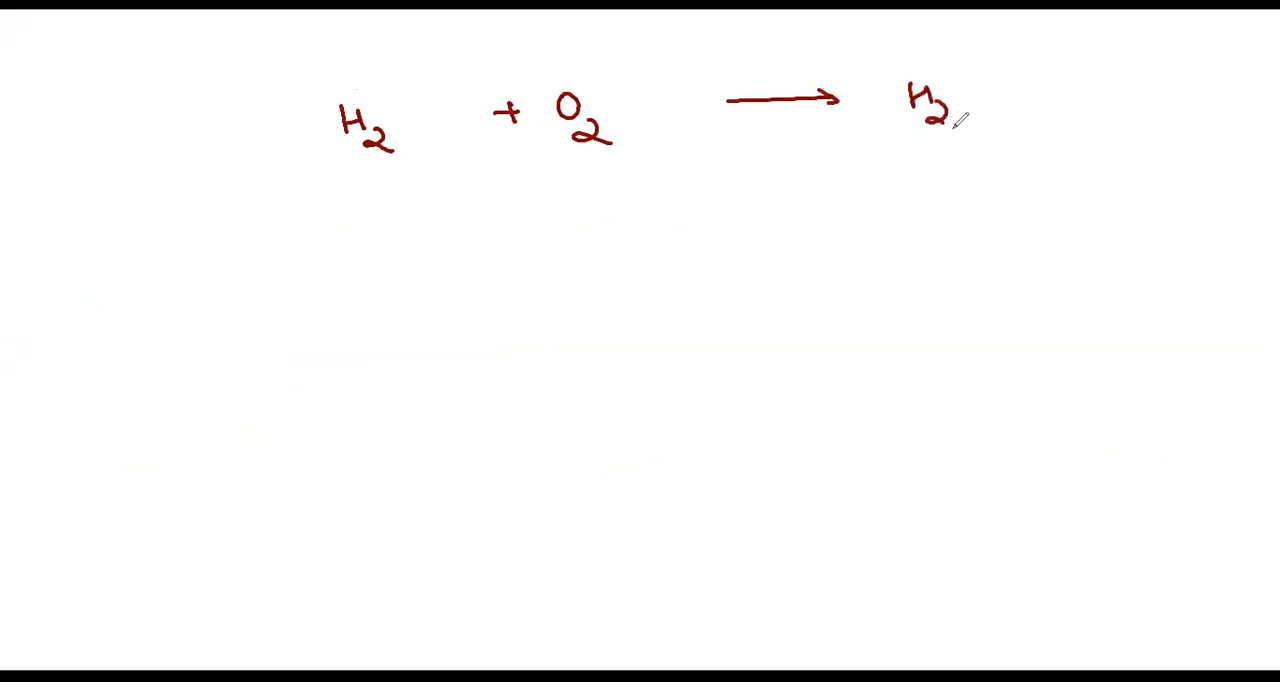 H₂ + O₂ → H₂